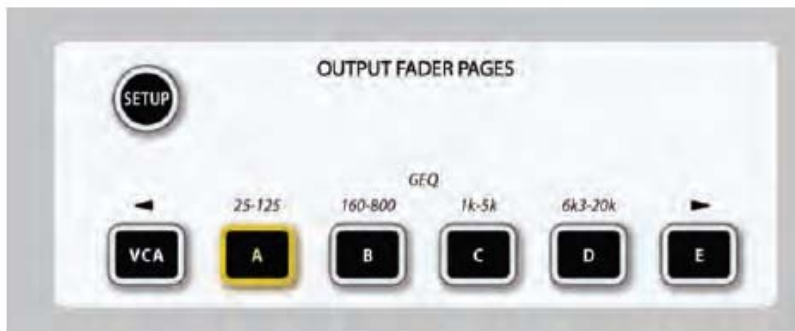 OUTPUT FADER PAGES
SETUP
GEQ
◄ 25-125 160-800 1k-5k 6k3-20k ►
VCA A B C D E